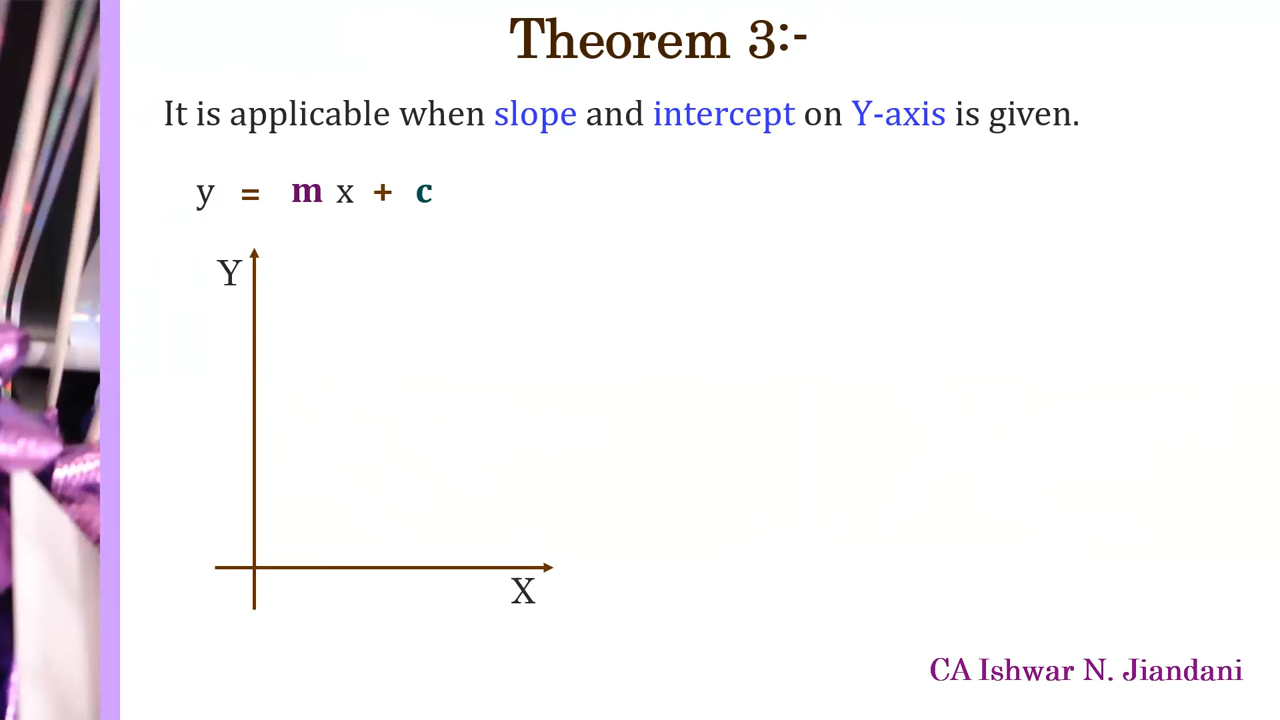 Theorem 3:-
It is applicable when slope and intercept on Y-axis is given.
y = m x + c
Y
X
CA Ishwar N. Jiandani